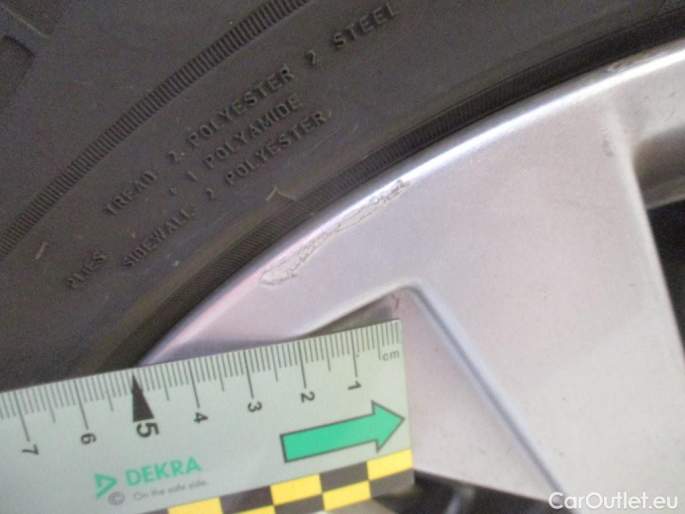 PLIES TREAD 2 POLYESTER 2 STEEL
+ 1 POLYAMIDE
SIDEWALL 2 POLYESTER
7 6 5 4 3 2 1 cm
DEKRA
On the safe side.
CarOutlet.eu